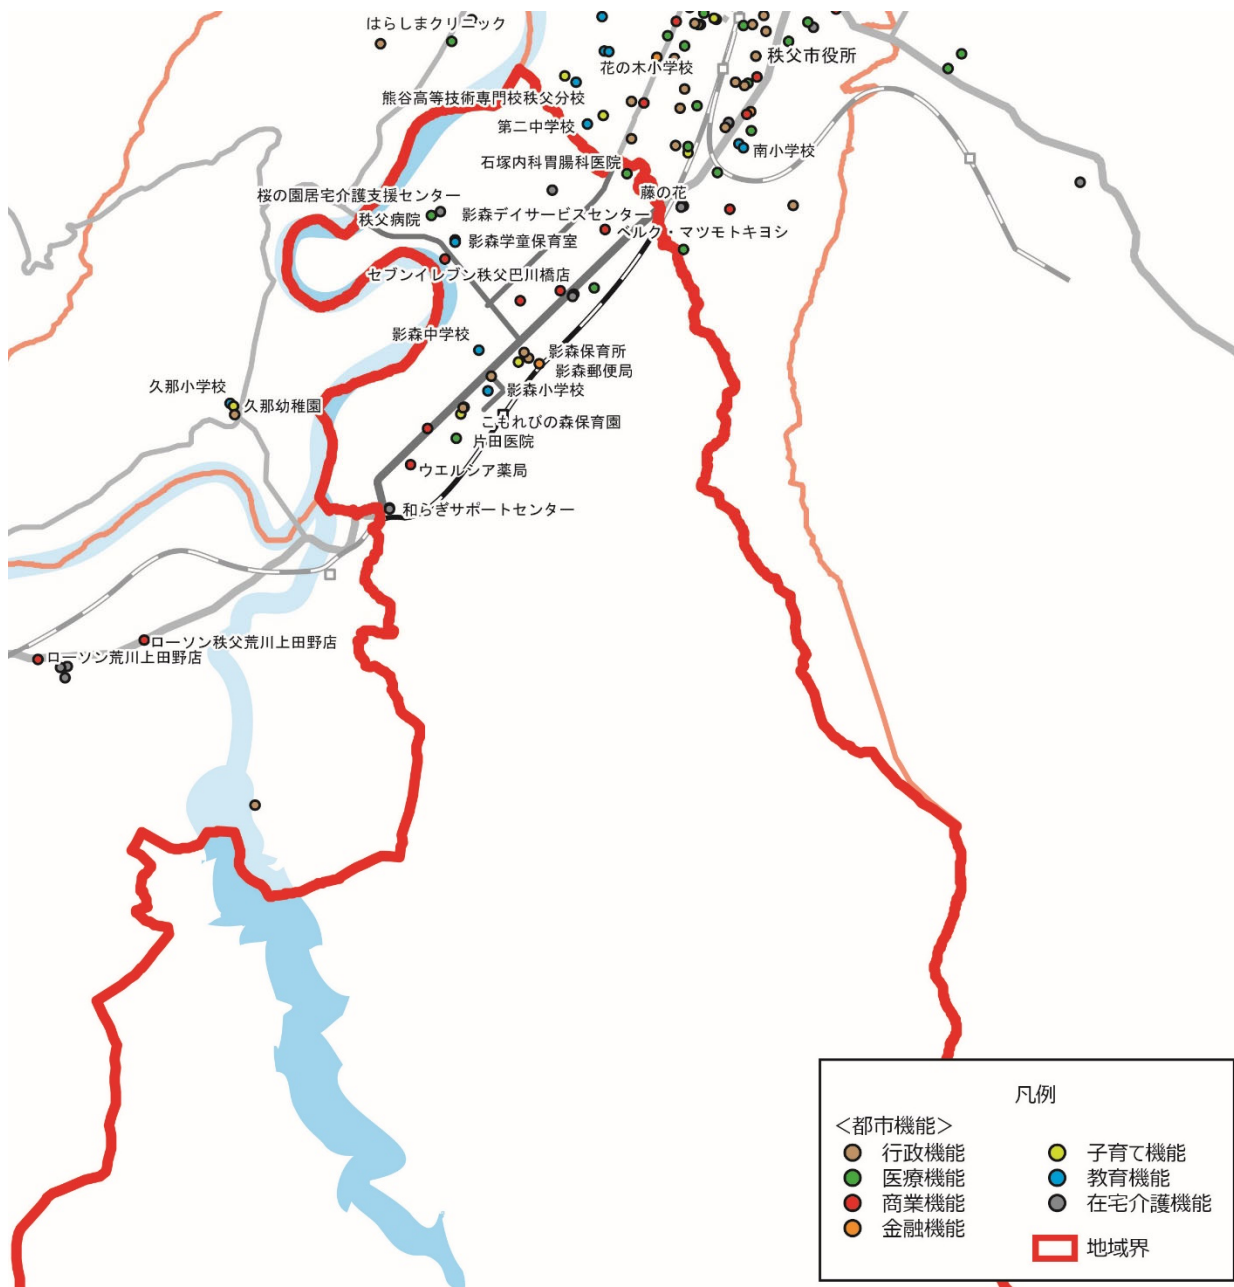 はらしまクリニック
秩父市役所
花の木小学校
熊谷高等技術専門校秩父分校
第二中学校
南小学校
石塚内科胃腸科医院
桜の園居宅介護支援センター
藤の花
秩父病院
影森デイサービスセンター
ベルク・マツモトキヨシ
影森学童保育室
セブンイレブン秩父巴川橋店
影森中学校
影森保育所
影森郵便局
久那小学校
影森小学校
久那幼稚園
こもれびの森保育園
片田医院
ウエルシア薬局
和らぎサポートセンター
ローソン秩父荒川上田野店
ローソン荒川上田野店
凡例
＜都市機能＞
行政機能
医療機能
商業機能
金融機能
子育て機能
教育機能
在宅介護機能
地域界